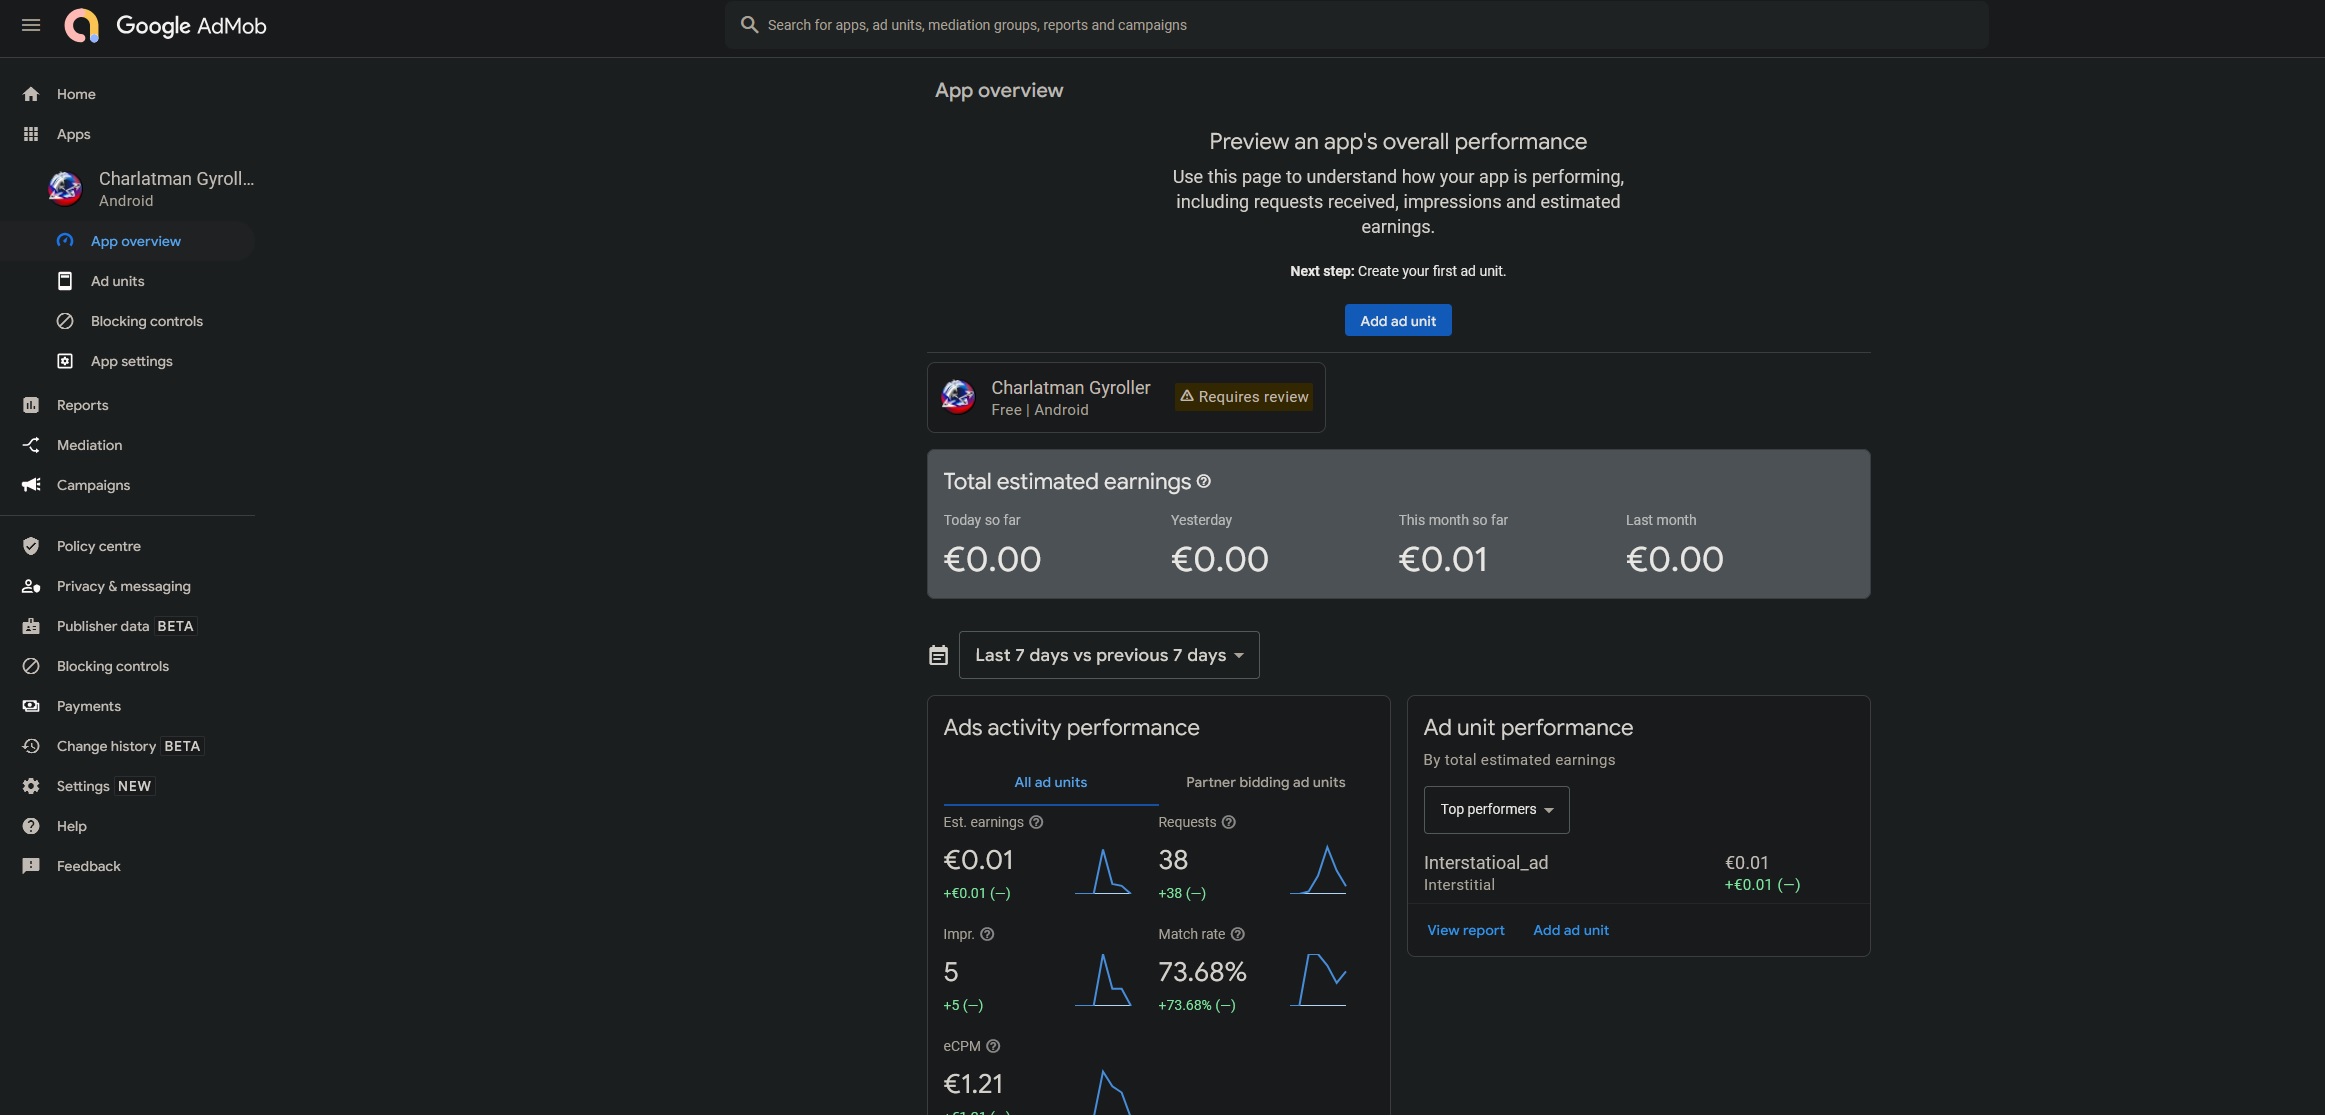 Google AdMob
Search for apps, ad units, mediation groups, reports and campaigns
Home
Apps
Charlatman Gyroll...
Android
App overview
Ad units
Blocking controls
App settings
Reports
Mediation
Campaigns
Policy centre
Privacy & messaging
Publisher data BETA
Blocking controls
Payments
Change history BETA
Settings NEW
Help
Feedback
App overview
Preview an app's overall performance
Use this page to understand how your app is performing,
including requests received, impressions and estimated
earnings.
Next step: Create your first ad unit.
Add ad unit
Charlatman Gyroller
Free | Android
Requires review
Total estimated earnings
Today so far
€0.00
Yesterday
€0.00
This month so far
€0.01
Last month
€0.00
Last 7 days vs previous 7 days
Ads activity performance
All ad units
Partner bidding ad units
Est. earnings
€0.01
+€0.01 (—)
Requests
38
+38 (—)
Impr.
5
+5 (—)
Match rate
73.68%
+73.68% (—)
eCPM
€1.21
Ad unit performance
By total estimated earnings
Top performers
Interstatioal_ad
Interstitial
€0.01
+€0.01 (—)
View report
Add ad unit